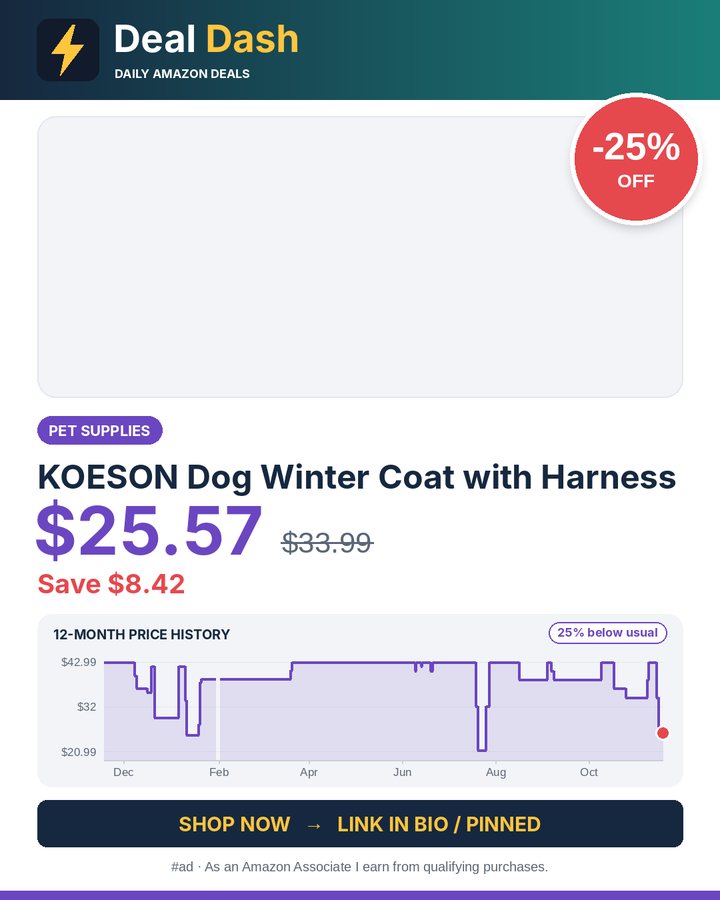 Deal Dash
DAILY AMAZON DEALS
-25%
OFF
PET SUPPLIES
KOESON Dog Winter Coat with Harness
$25.57 $33.99
Save $8.42
12-MONTH PRICE HISTORY
25% below usual
$42.99
$32
$20.99
Dec Feb Apr Jun Aug Oct
SHOP NOW → LINK IN BIO / PINNED
#ad · As an Amazon Associate I earn from qualifying purchases.